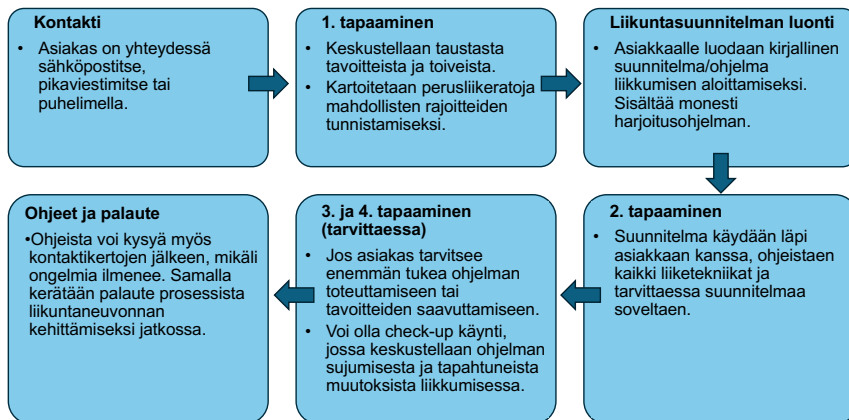 Kontakti
• Asiakas on yhteydessä
sähköpostitse,
pikaviestimitse tai
puhelimella.
1. tapaaminen
• Keskustellaan taustasta
tavoitteista ja toiveista.
• Kartoitetaan perusliikeratoja
mahdollisten rajoitteiden
tunnistamiseksi.
Liikuntasuunnitelman luonti
• Asiakkaalle luodaan kirjallinen
suunnitelma/ohjelma
liikkumisen aloittamiseksi.
Sisältää monesti
harjoitusohjelman.
2. tapaaminen
• Suunnitelma käydään läpi
asiakkaan kanssa, ohjeistaen
kaikki liiketekniikat ja
tarvittaessa suunnitelmaa
soveltaen.
3. ja 4. tapaaminen
(tarvittaessa)
• Jos asiakas tarvitsee
enemmän tukea ohjelman
toteuttamiseen tai
tavoitteiden saavuttamiseen.
• Voi olla check-up käynti,
jossa keskustellaan ohjelman
sujumisesta ja tapahtuneista
muutoksista liikkumisessa.
Ohjeet ja palaute
•Ohjeista voi kysyä myös
kontaktikertojen jälkeen, mikäli
ongelmia ilmenee. Samalla
kerätään palaute prosessista
liikuntaneuvonnan
kehittämiseksi jatkossa.